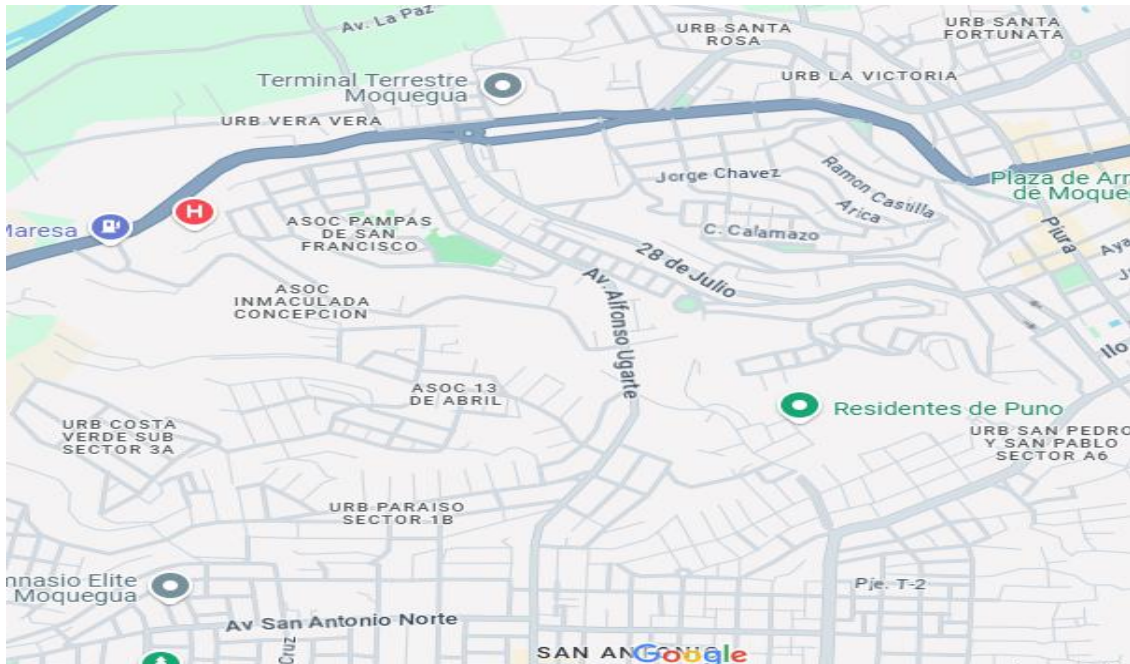 Av. La Paz
URB SANTA
ROSA
URB SANTA
FORTUNATA
Terminal Terrestre
Moquegua
URB LA VICTORIA
URB VERA VERA
Jorge Chavez
Ramon Castilla
Plaza de Arr
de Moque
Maresa
H
ASOC PAMPAS
DE SAN
FRANCISCO
Arica
C. Calamazo
Piura
Aya
28 de Julio
ASOC
INMACULADA
CONCEPCION
Av. Alfonso Ugarte
Ilo
ASOC 13
DE ABRIL
Residentes de Puno
URB COSTA
VERDE SUB
SECTOR 3A
URB SAN PEDRO
Y SAN PABLO
SECTOR A6
URB PARAISO
SECTOR 1B
mnasio Elite
Moquegua
Pje. T-2
Av San Antonio Norte
Cruz
SAN AN
Google